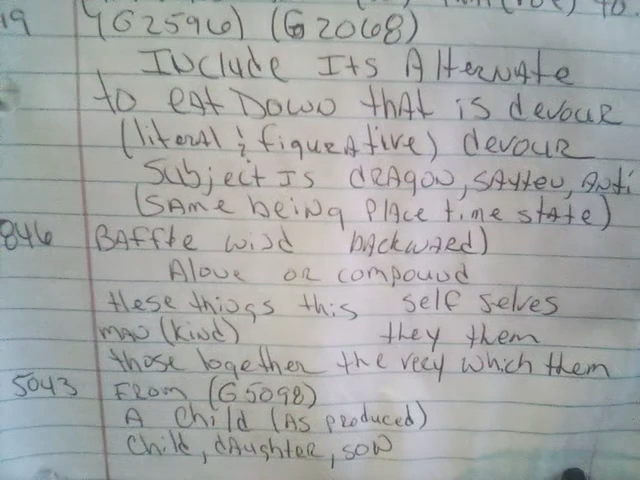 19 (G2596) (G2068)
Include Its Alternate
to eat Down that is devour
(literal & figurative) devour
Subject Is dragon, sayten, Anti
(same being place time state)
846 Baffle wind backward)
Alone or compound
these things this self selves
man (kind) they them
those together the very which them
5043 From (G5098)
A Child (As produced)
Child, daughter, son